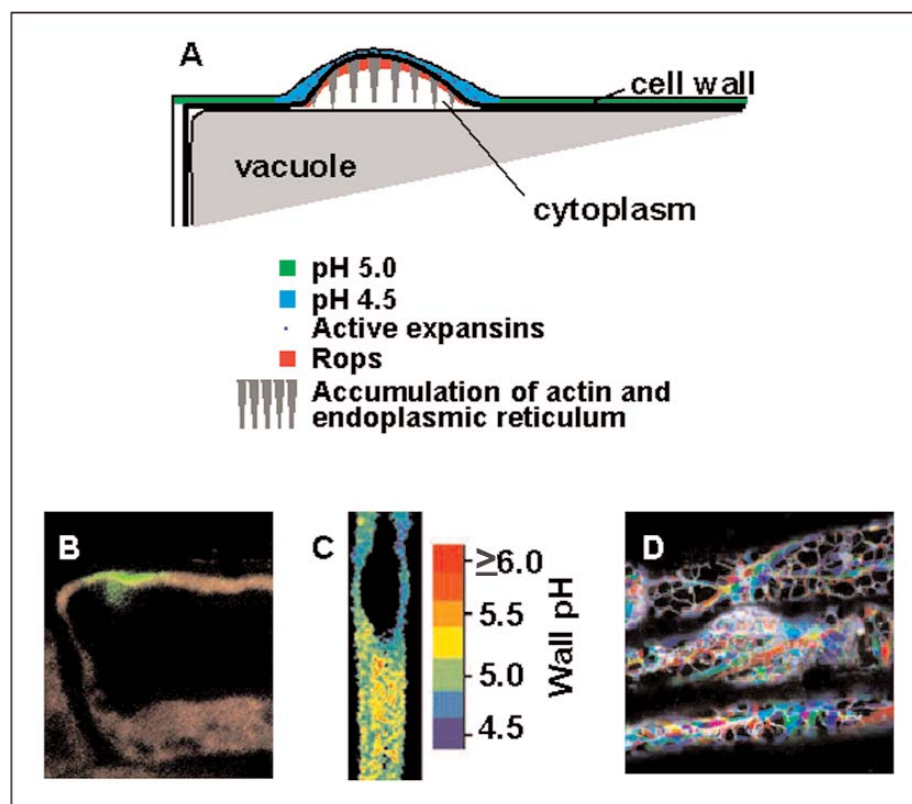 A
cell wall
vacuole
cytoplasm
pH 5.0
pH 4.5
Active expansins
Rops
Accumulation of actin and
endoplasmic reticulum
B
C
≥6.0
5.5
5.0
4.5
Wall pH
D